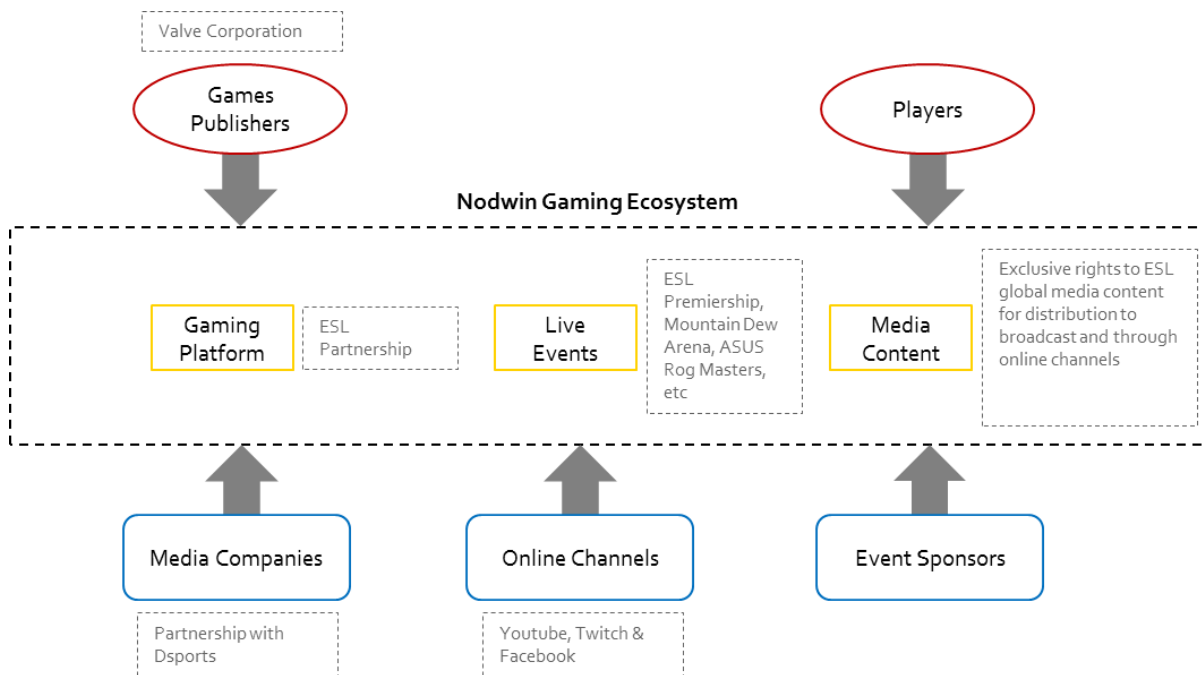 Valve Corporation
Games
Publishers
Players
Nodwin Gaming Ecosystem
Gaming
Platform
ESL
Partnership
Live
Events
ESL
Premiership,
Mountain Dew
Arena, ASUS
Rog Masters,
etc
Media
Content
Exclusive rights to ESL
global media content
for distribution to
broadcast and through
online channels
Media Companies
Online Channels
Event Sponsors
Partnership with
Dsports
Youtube, Twitch &
Facebook